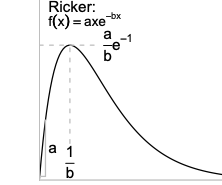 Ricker:
f(x) = axe^{-bx}
a/b e^{-1}
a
1/b